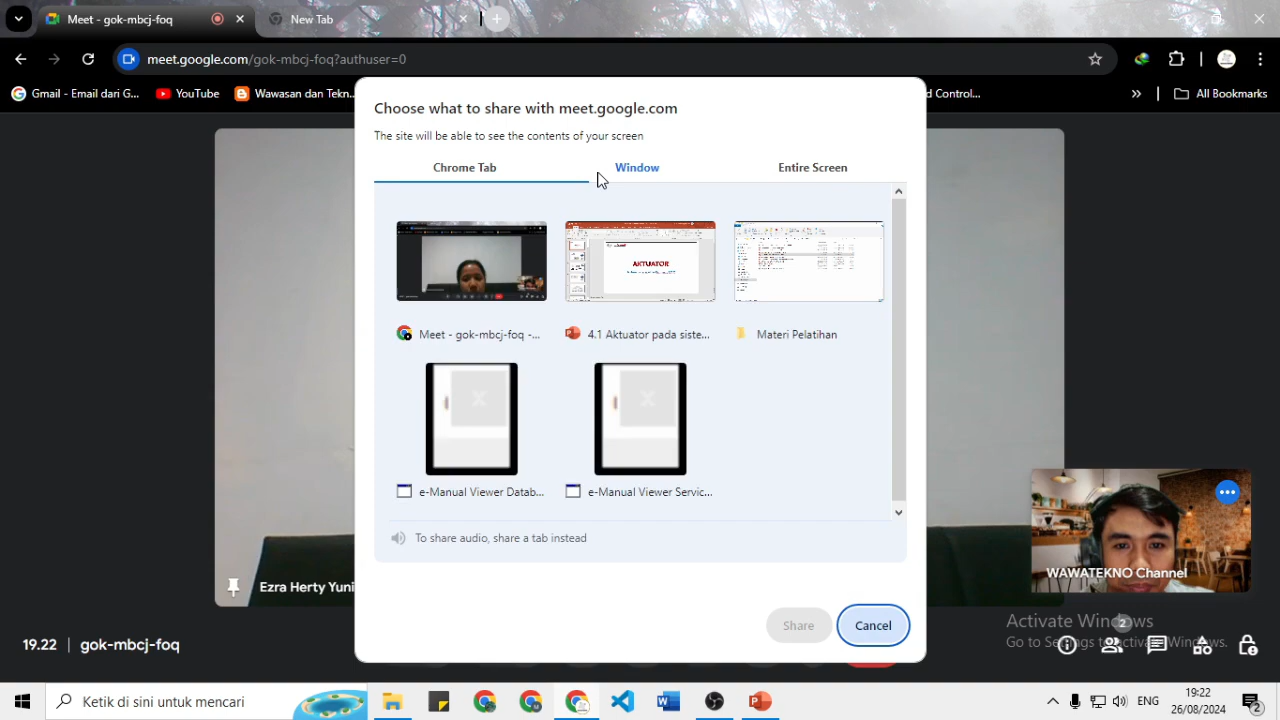 Meet - gok-mbcj-foq
New Tab
meet.google.com/gok-mbcj-foq?authuser=0
Gmail - Email dari G...
YouTube
Wawasan dan Tekn...
d Control...
All Bookmarks
Choose what to share with meet.google.com
The site will be able to see the contents of your screen
Chrome Tab
Window
Entire Screen
AKTUATOR
Meet - gok-mbcj-foq -...
4.1 Aktuator pada siste...
Materi Pelatihan
e-Manual Viewer Datab...
e-Manual Viewer Servic...
To share audio, share a tab instead
Share
Cancel
Ezra Herty Yuni
WAWATEKNO Channel
19.22 | gok-mbcj-foq
2
Activate Windows
Go to Settings to activate Windows.
Ketik di sini untuk mencari
ENG
19:22
26/08/2024
2